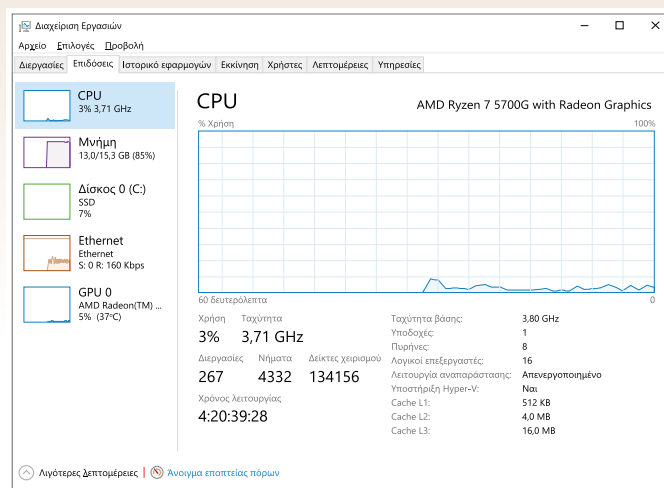 Διαχείριση Εργασιών
Αρχείο Επιλογές Προβολή
Διεργασίες Επιδόσεις Ιστορικό εφαρμογών Εκκίνηση Χρήστες Λεπτομέρειες Υπηρεσίες
CPU
3% 3,71 GHz
Μνήμη
13,0/15,3 GB (85%)
Δίσκος 0 (C:)
SSD
7%
Ethernet
Ethernet
S: 0 R: 160 Kbps
GPU 0
AMD Radeon(TM) ...
5% (37°C)
CPU AMD Ryzen 7 5700G with Radeon Graphics
% Χρήση 100%
60 δευτερόλεπτα 0
Χρήση Ταχύτητα
3% 3,71 GHz
Διεργασίες Νήματα Δείκτες χειρισμού
267 4332 134156
Χρόνος λειτουργίας
4:20:39:28
Ταχύτητα βάσης: 3,80 GHz
Υποδοχές: 1
Πυρήνες: 8
Λογικοί επεξεργαστές: 16
Λειτουργία αναπαράστασης: Απενεργοποιημένο
Υποστήριξη Hyper-V: Ναι
Cache L1: 512 KB
Cache L2: 4,0 MB
Cache L3: 16,0 MB
Λιγότερες λεπτομέρειες Άνοιγμα εποπτείας πόρων